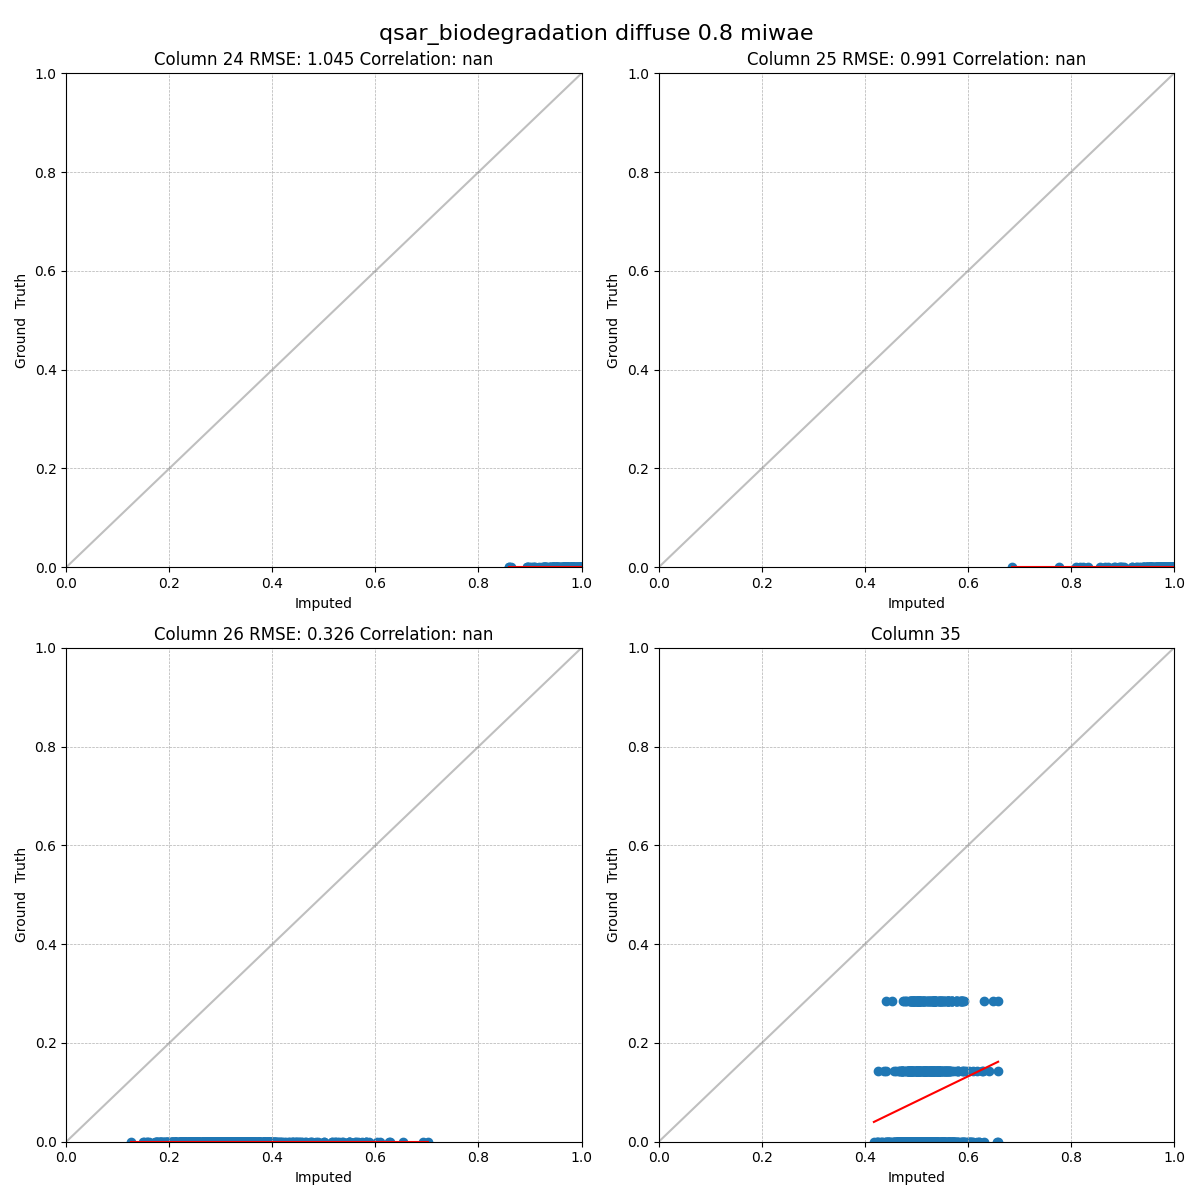 qsar_biodegradation diffuse 0.8 miwae
Column 24 RMSE: 1.045 Correlation: nan
1.0
0.8
0.6
0.4
0.2
0.0
Ground Truth
0.0 0.2 0.4 0.6 0.8 1.0
Imputed
Column 25 RMSE: 0.991 Correlation: nan
1.0
0.8
0.6
0.4
0.2
0.0
Ground Truth
0.0 0.2 0.4 0.6 0.8 1.0
Imputed
Column 26 RMSE: 0.326 Correlation: nan
1.0
0.8
0.6
0.4
0.2
0.0
Ground Truth
0.0 0.2 0.4 0.6 0.8 1.0
Imputed
Column 35
1.0
0.8
0.6
0.4
0.2
0.0
Ground Truth
0.0 0.2 0.4 0.6 0.8 1.0
Imputed